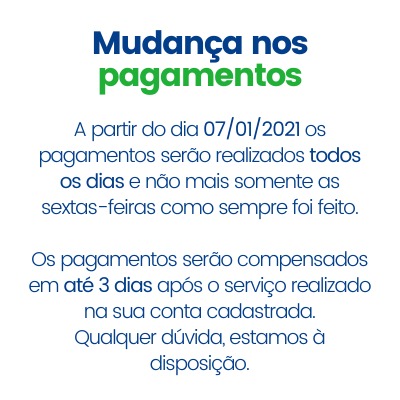 Mudança nos
pagamentos
A partir do dia 07/01/2021 os
pagamentos serão realizados todos
os dias e não mais somente as
sextas-feiras como sempre foi feito.
Os pagamentos serão compensados
em até 3 dias após o serviço realizado
na sua conta cadastrada.
Qualquer dúvida, estamos à
disposição.